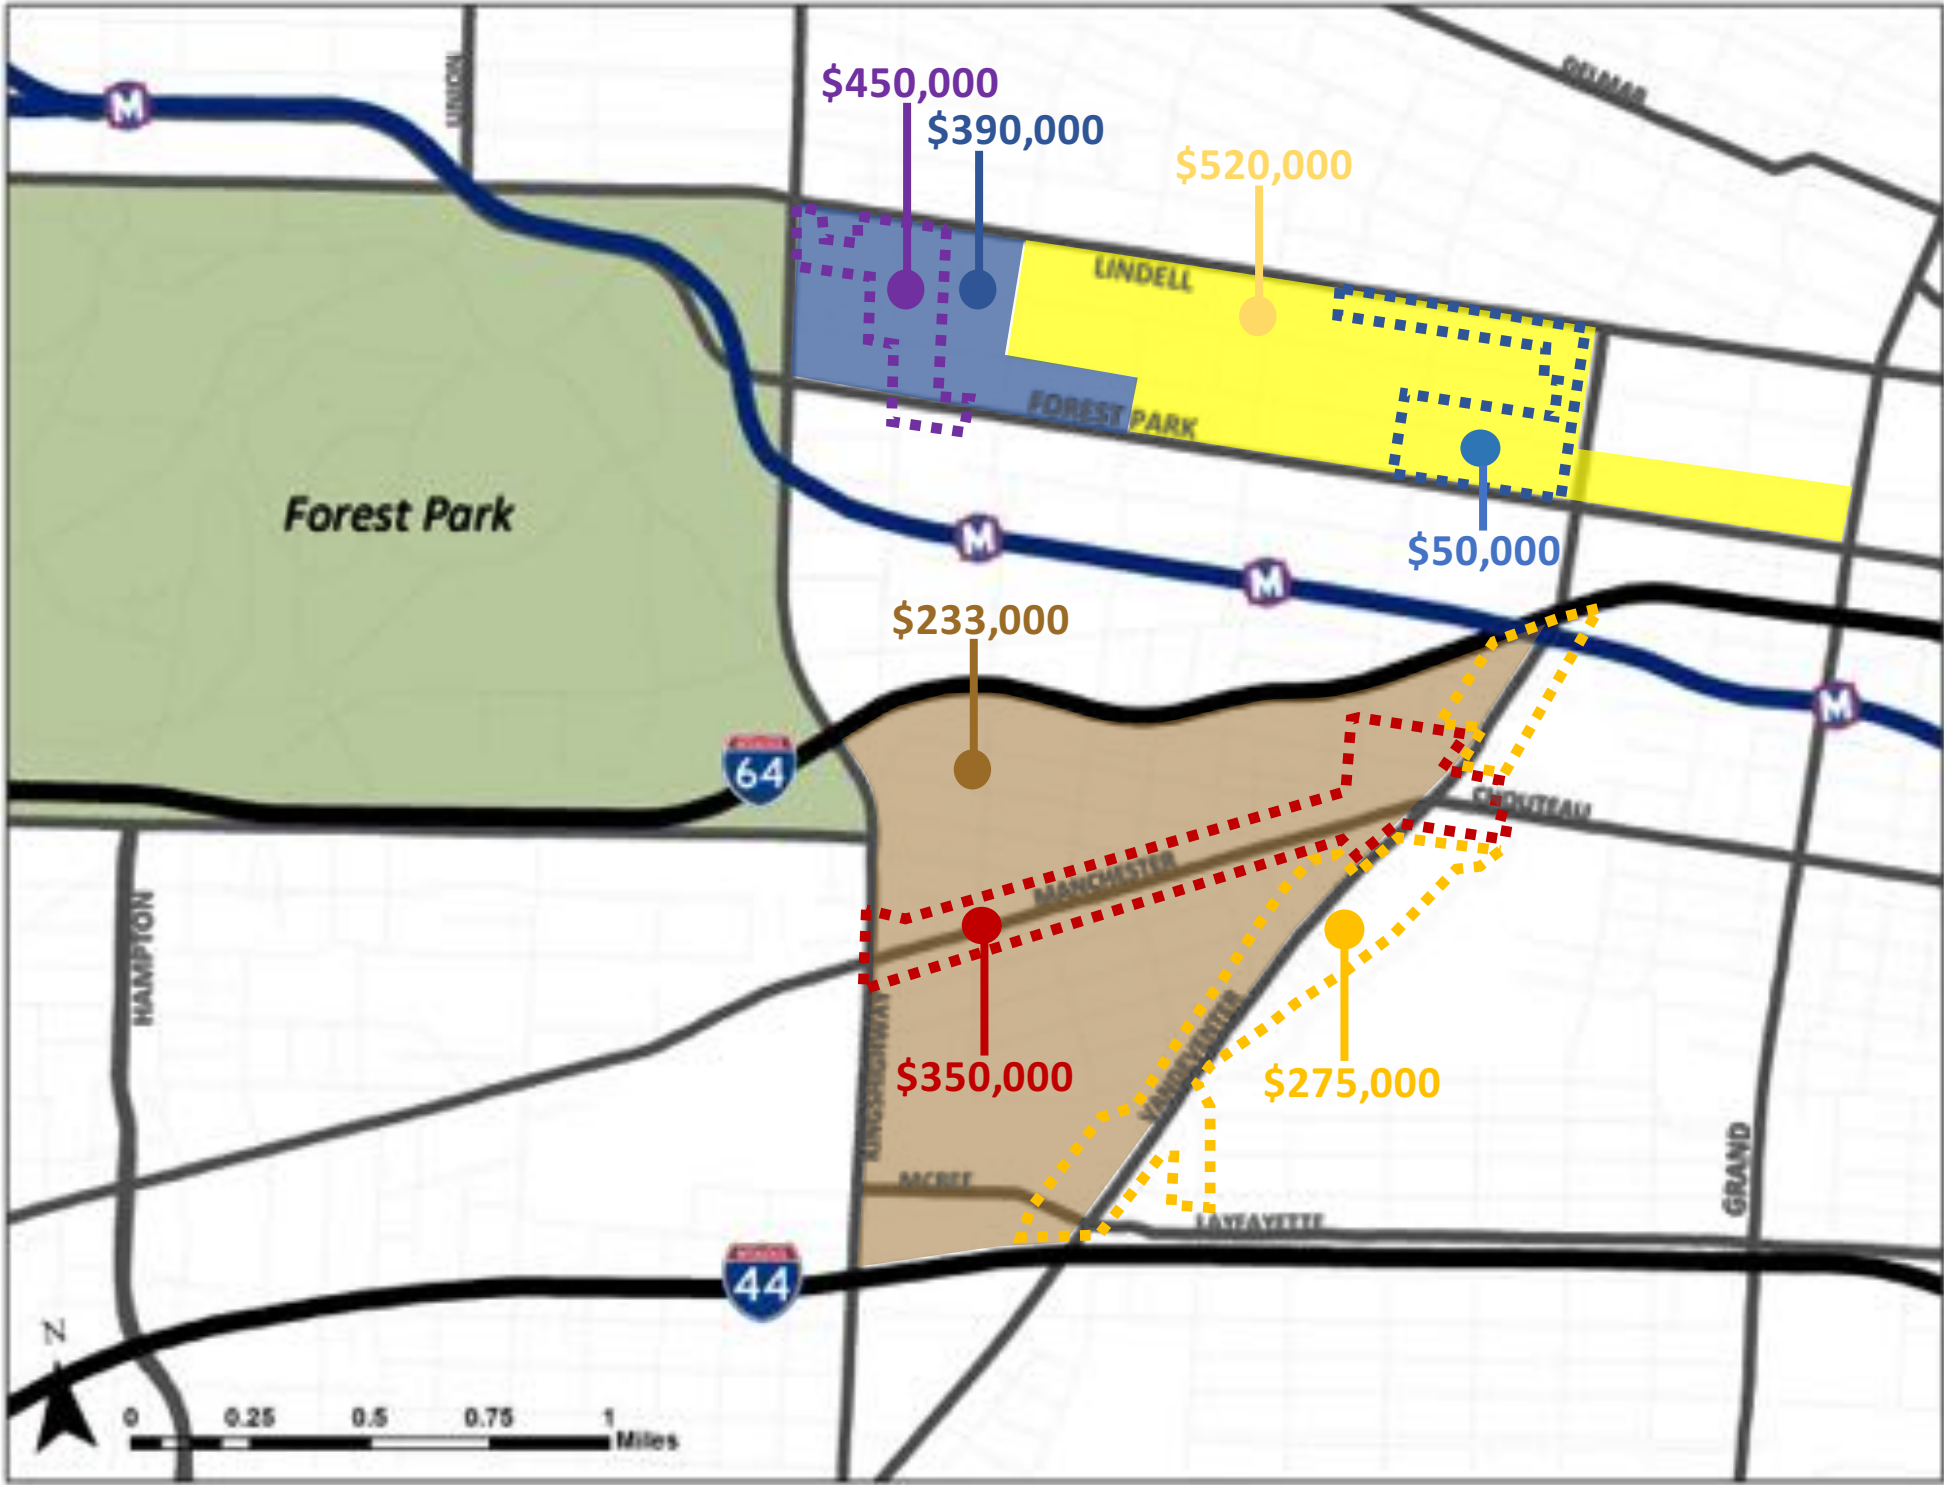 DELMAR
UNION
M
$450,000
$390,000
$520,000
LINDELL
FOREST PARK
Forest Park
M
M
$50,000
$233,000
M
64
CHOUTEAU
MANCHESTER
HAMPTON
KINGSHIGHWAY
$350,000
VANDEVENTER
$275,000
GRAND
MCREE
LAYFAYETTE
44
N
0 0.25 0.5 0.75 1
Miles